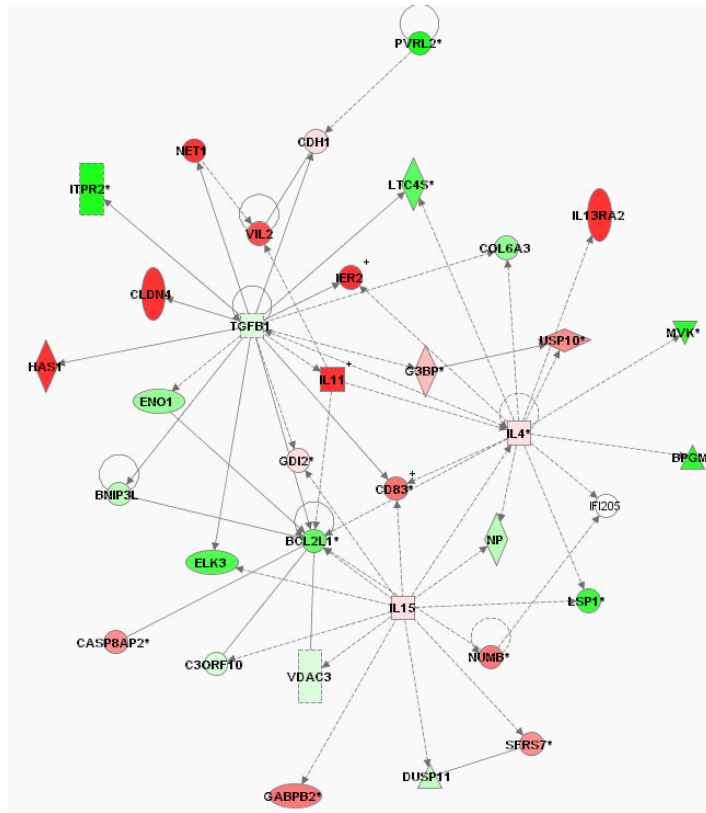 PVRL2*
NET1
CDH1
ITPR2*
LTC4S*
IL13RA2
VIL2
COL6A3
+
IER2
CLDN4
TGFB1
MVK*
USP10*
HAS1
+
G3BP*
IL11
ENO1
IL4*
GDI2*
BPGM
+
CD83*
BNIP3L
IFI205
BCL2L1*
NP
ELK3
LSP1*
IL15
CASP8AP2*
C3ORF10
NUMB*
VDAC3
SFRS7*
DUSP11
GABPB2*